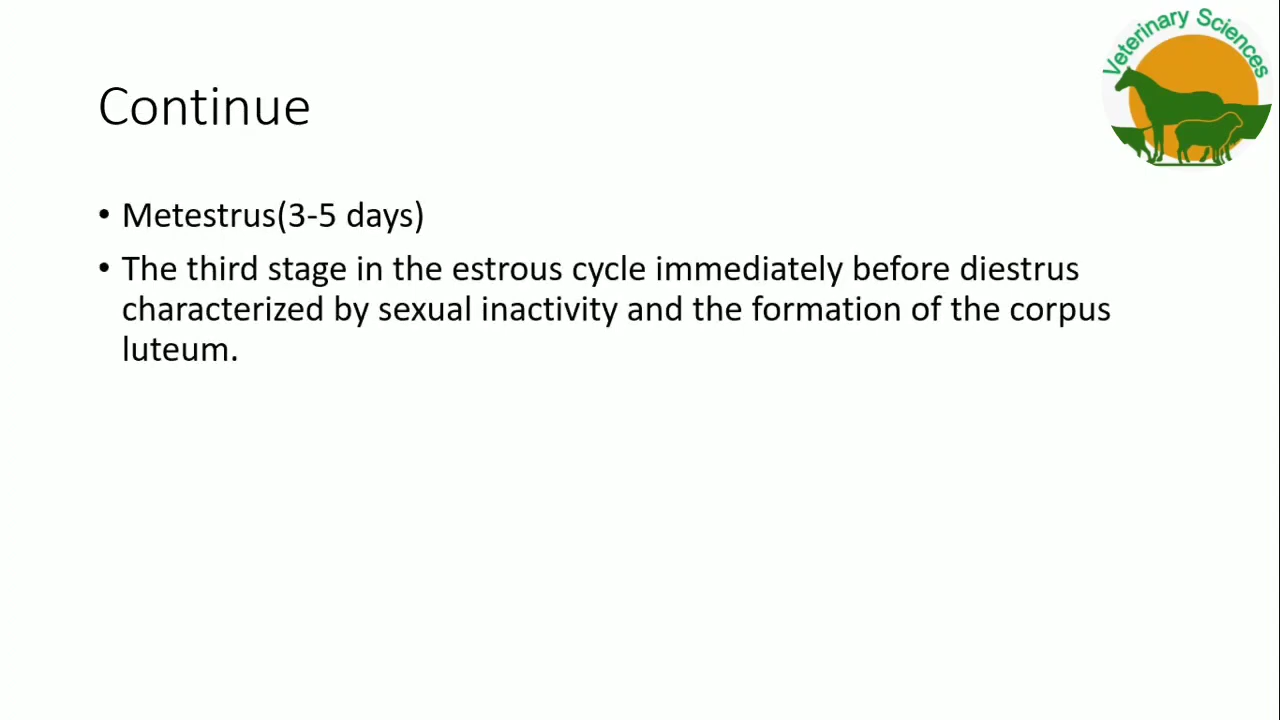 Veterinary Sciences
Continue
• Metestrus(3-5 days)
• The third stage in the estrous cycle immediately before diestrus
characterized by sexual inactivity and the formation of the corpus
luteum.